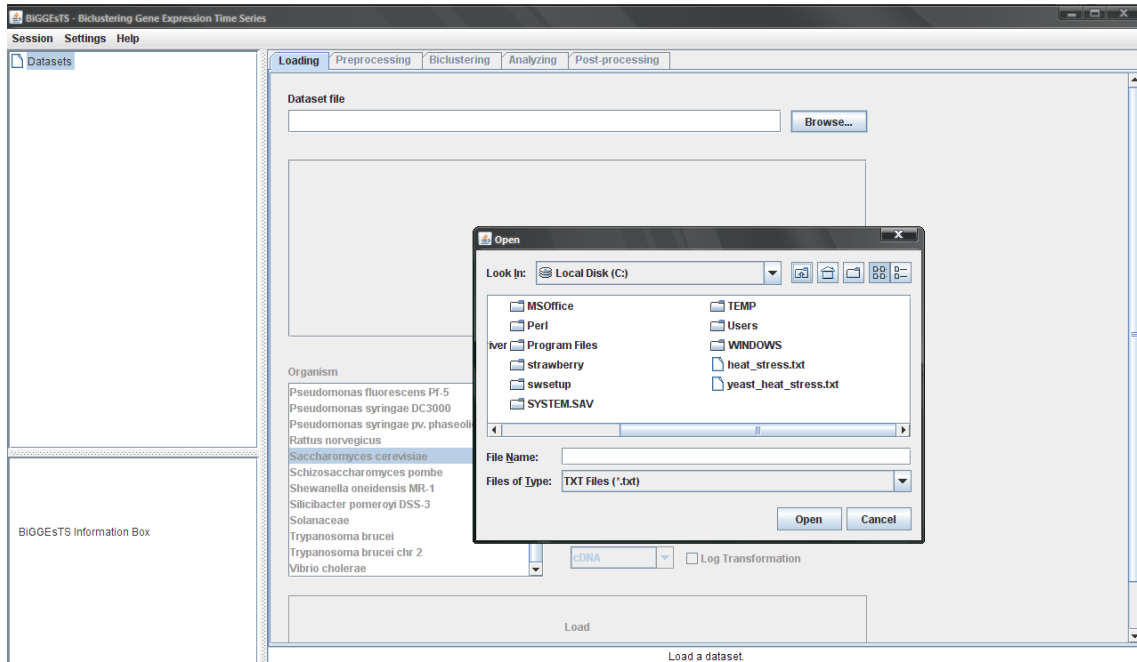 BiGGEsTS - Biclustering Gene Expression Time Series
Session Settings Help
Datasets
Loading Preprocessing Biclustering Analyzing Post-processing
Dataset file
Browse...
Open
Look In: Local Disk (C:)
MSOffice TEMP
Perl Users
iver Program Files WINDOWS
strawberry heat_stress.txt
swsetup yeast_heat_stress.txt
SYSTEM.SAV
File Name:
Files of Type: TXT Files (*.txt)
Open Cancel
Organism
Pseudomonas fluorescens Pf-5
Pseudomonas syringae DC3000
Pseudomonas syringae pv. phaseoli
Rattus norvegicus
Saccharomyces cerevisiae
Schizosaccharomyces pombe
Shewanella oneidensis MR-1
Silicibacter pomeroyi DSS-3
Solanaceae
Trypanosoma brucei
Trypanosoma brucei chr 2
Vibrio cholerae
cDNA Log Transformation
Load
BiGGEsTS Information Box
Load a dataset.